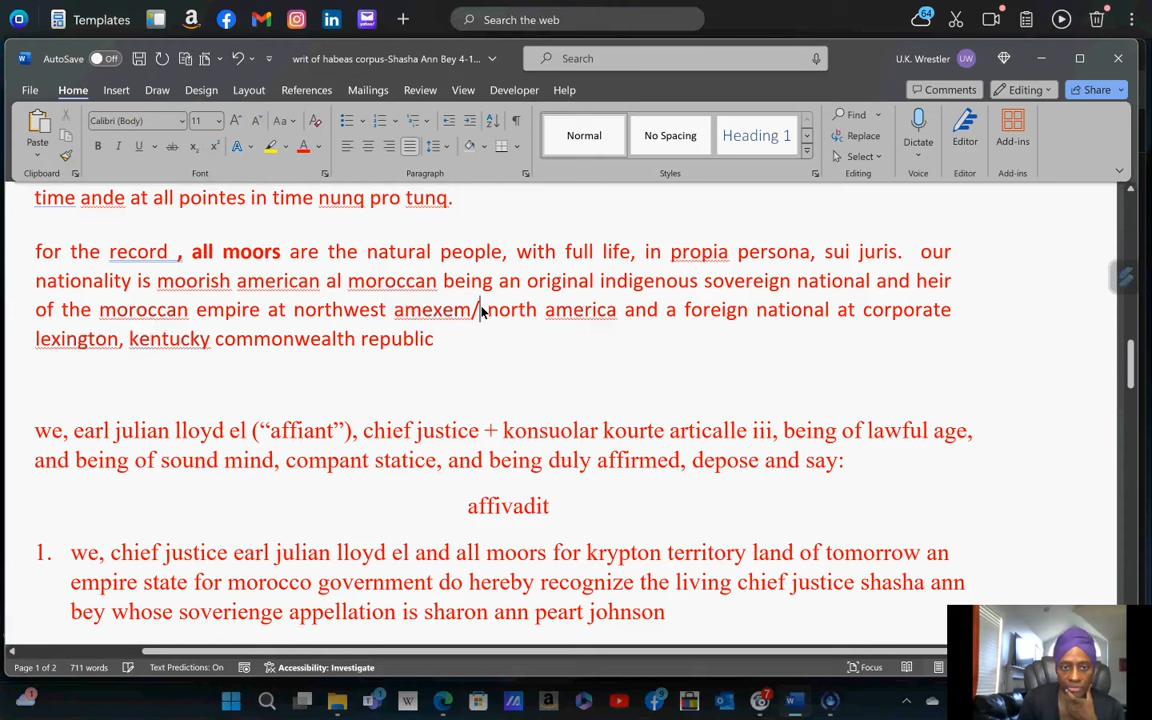 Templates
Search the web
64
AutoSave Off
writ of habeas corpus-Shasha Ann Bey 4-1...
Search
U.K. Wrestler
UW
File Home Insert Draw Design Layout References Mailings Review View Developer Help
Comments
Editing
Share
Paste
Calibri (Body) 11
Aa
Normal
No Spacing
Heading 1
Find
Replace
Select
Dictate
Editor
Add-ins
Clipboard
Font
Paragraph
Styles
Editing
Voice
Editor
Add-ins
time ande at all pointes in time nunq pro tunq.
for the record , all moors are the natural people, with full life, in propia persona, sui juris. our
nationality is moorish american al moroccan being an original indigenous sovereign national and heir
of the moroccan empire at northwest amexem/north america and a foreign national at corporate
lexington, kentucky commonwealth republic
we, earl julian lloyd el (“affiant”), chief justice + konsuolar kourte articalle iii, being of lawful age,
and being of sound mind, compant statice, and being duly affirmed, depose and say:
affivadit
1. we, chief justice earl julian lloyd el and all moors for krypton territory land of tomorrow an
empire state for morocco government do hereby recognize the living chief justice shasha ann
bey whose soverienge appellation is sharon ann peart johnson
Page 1 of 2
711 words
Text Predictions: On
Accessibility: Investigate
Focus
1
1
9
7